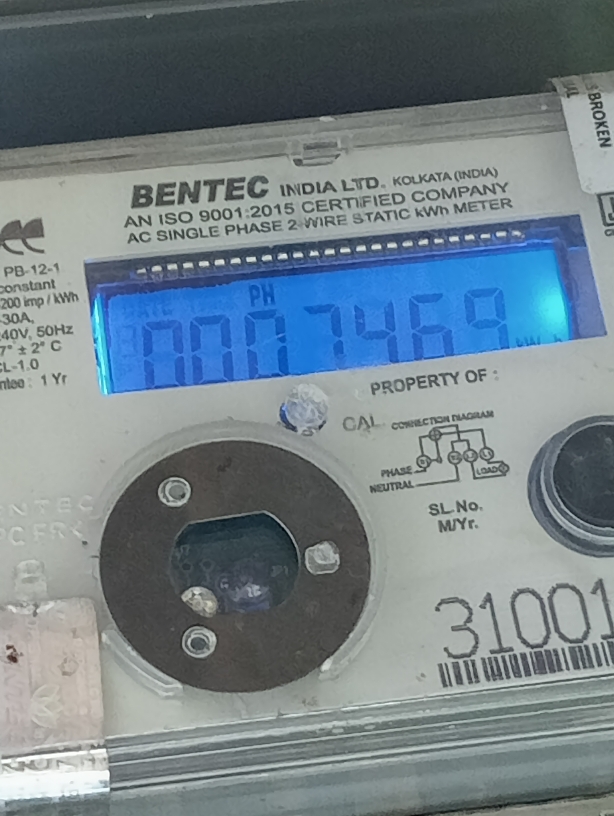 BROKEN
BENTEC INDIA LTD. KOLKATA (INDIA)
AN ISO 9001:2015 CERTIFIED COMPANY
AC SINGLE PHASE 2-WIRE STATIC kWh METER
PB-12-1
constant
200 imp / kWh
-30A,
240V, 50Hz
7° ± 2° C
CL-1.0
ntee : 1 Yr
PH
0007469
PROPERTY OF :
CAL
CONNECTION DIAGRAM
PHASE
NEUTRAL
LOAD
SL.No.
M/Yr.
31001